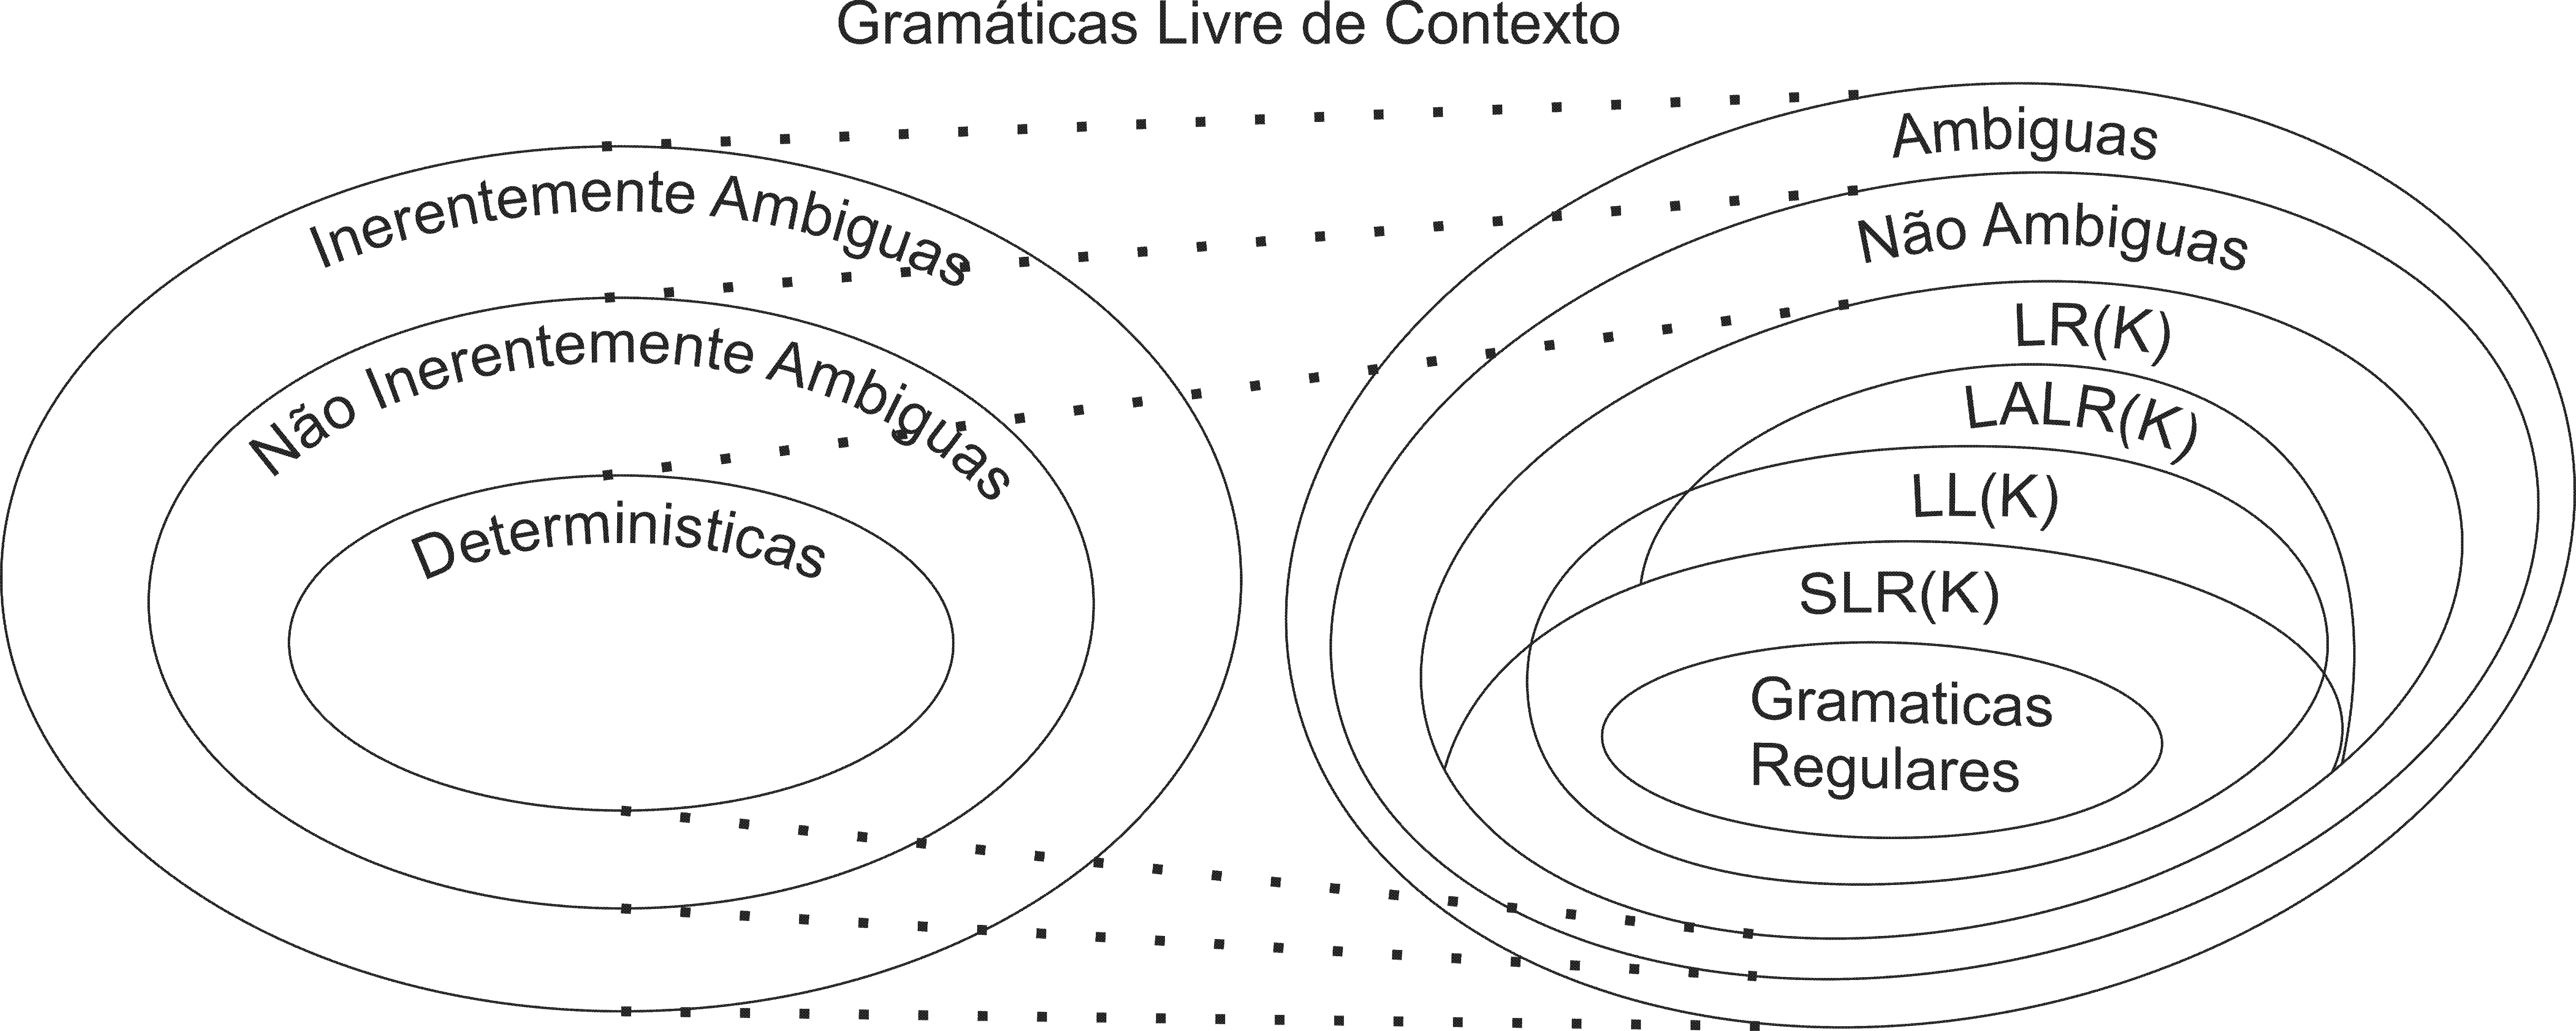 Gramáticas Livre de Contexto
Inerentemente Ambiguas
Não Inerentemente Ambiguas
Deterministicas
Ambiguas
Não Ambiguas
LR(K)
LALR(K)
LL(K)
SLR(K)
Gramaticas
Regulares